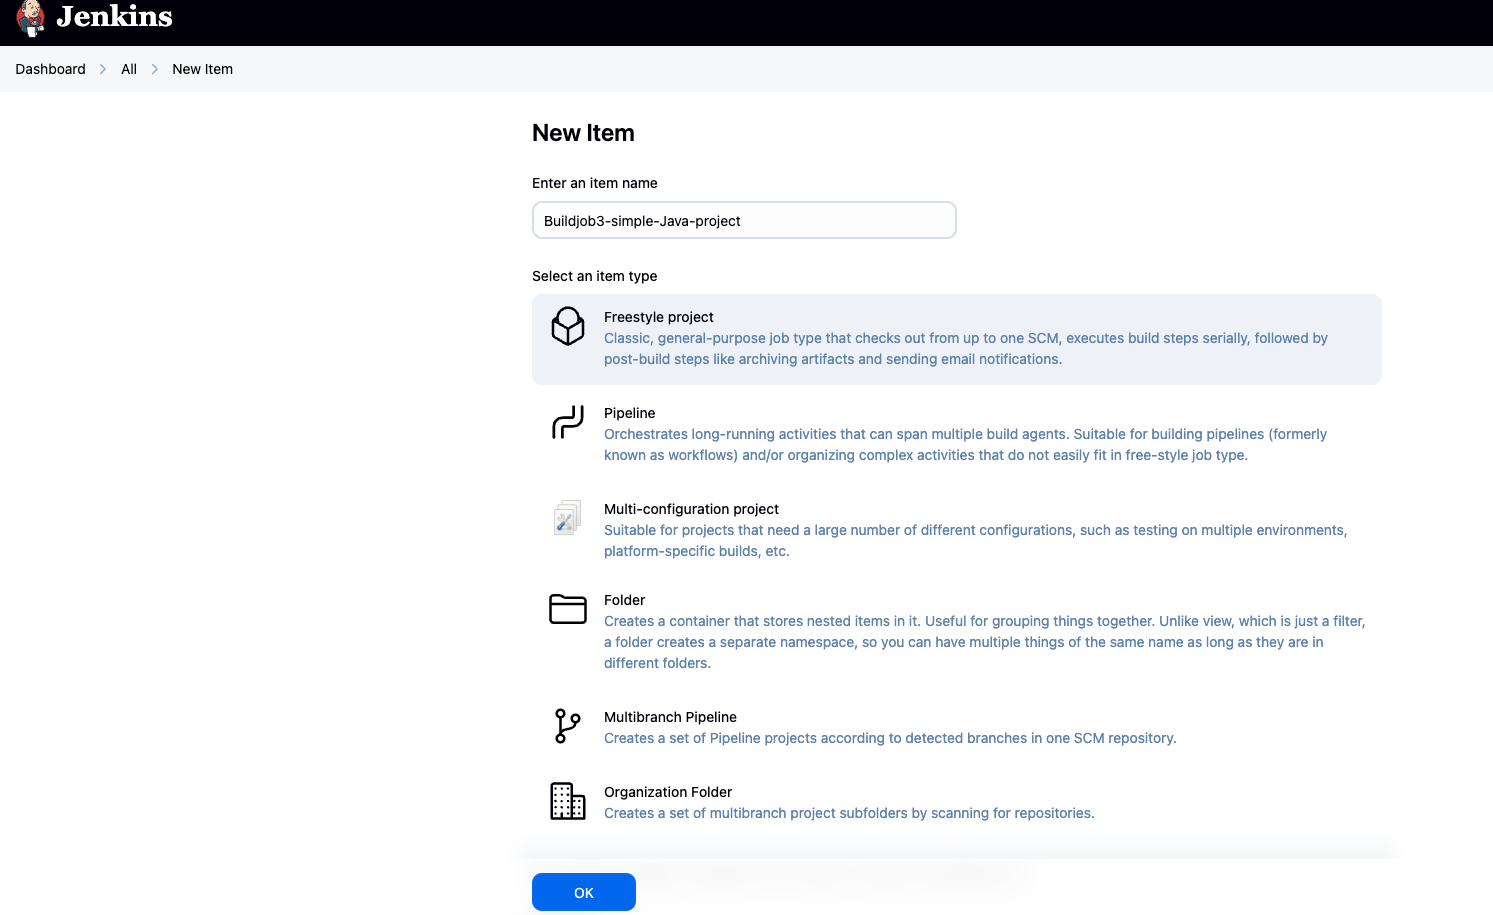 Jenkins
Dashboard
All
New Item
New Item
Enter an item name
Buildjob3-simple-Java-project
Select an item type
Freestyle project
Classic, general-purpose job type that checks out from up to one SCM, executes build steps serially, followed by
post-build steps like archiving artifacts and sending email notifications.
Pipeline
Orchestrates long-running activities that can span multiple build agents. Suitable for building pipelines (formerly
known as workflows) and/or organizing complex activities that do not easily fit in free-style job type.
Multi-configuration project
Suitable for projects that need a large number of different configurations, such as testing on multiple environments,
platform-specific builds, etc.
Folder
Creates a container that stores nested items in it. Useful for grouping things together. Unlike view, which is just a filter,
a folder creates a separate namespace, so you can have multiple things of the same name as long as they are in
different folders.
Multibranch Pipeline
Creates a set of Pipeline projects according to detected branches in one SCM repository.
Organization Folder
Creates a set of multibranch project subfolders by scanning for repositories.
OK